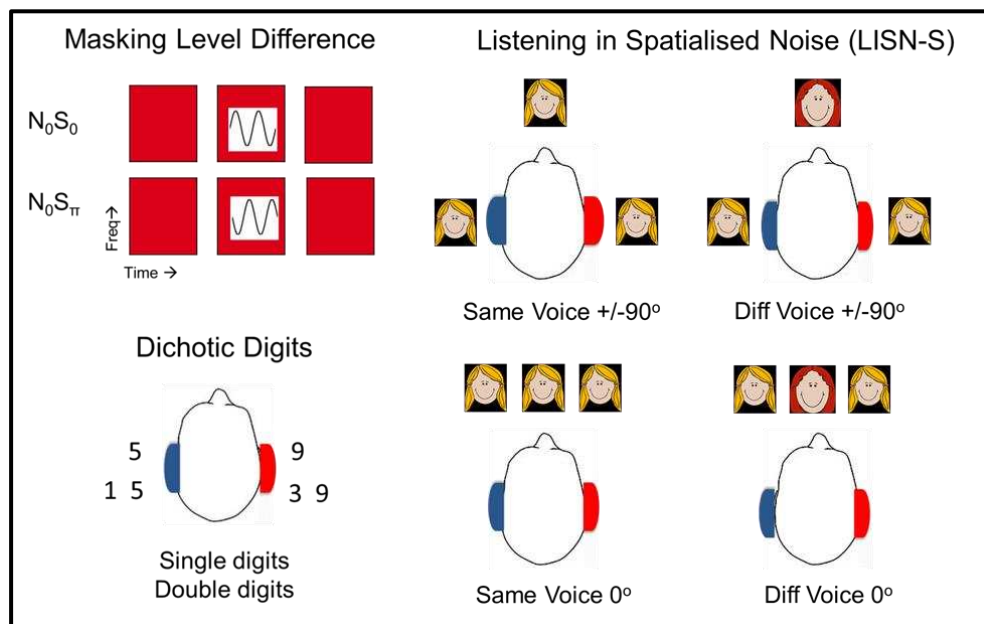 Masking Level Difference
N₀S₀
N₀Sπ
Freq→
Time →
Listening in Spatialised Noise (LISN-S)
Same Voice +/-90º
Diff Voice +/-90º
Dichotic Digits
5 9
1 5 3 9
Single digits
Double digits
Same Voice 0º
Diff Voice 0º